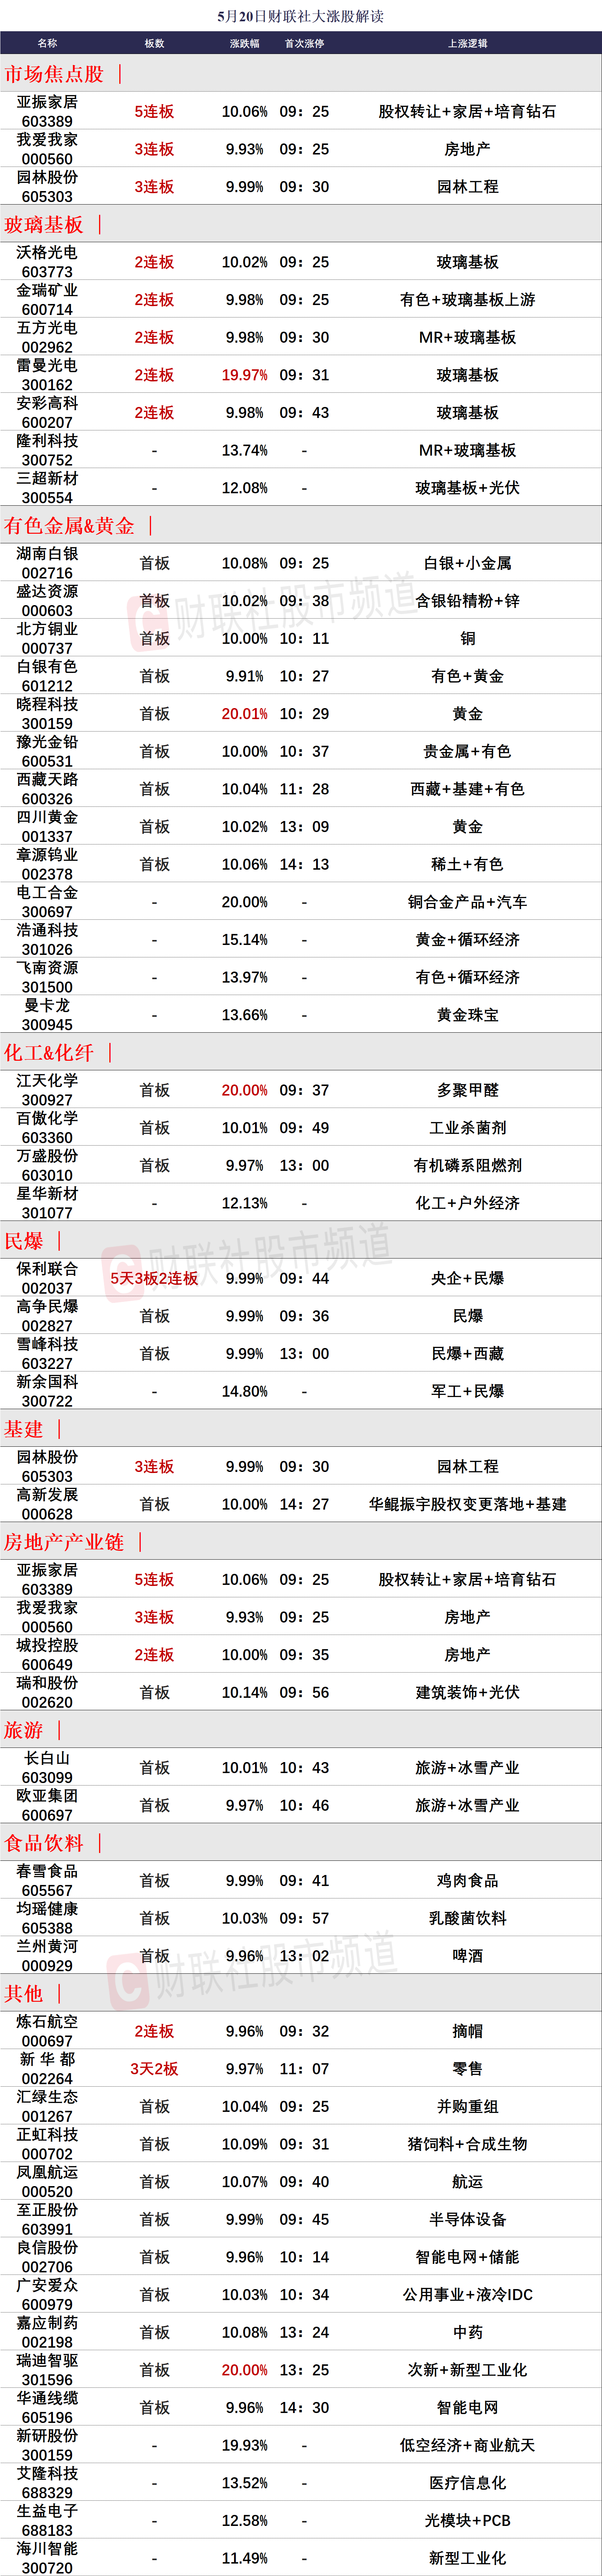 5月20日财联社大涨股解读
名称 板数 涨跌幅 首次涨停 上涨逻辑
市场焦点股 |
亚振家居
603389 5连板 10.06% 09：25 股权转让+家居+培育钻石
我爱我家
000560 3连板 9.93% 09：25 房地产
园林股份
605303 3连板 9.99% 09：30 园林工程
玻璃基板 |
沃格光电
603773 2连板 10.02% 09：25 玻璃基板
金瑞矿业
600714 2连板 9.98% 09：25 有色+玻璃基板上游
五方光电
002962 2连板 9.98% 09：30 MR+玻璃基板
雷曼光电
300162 2连板 19.97% 09：31 玻璃基板
安彩高科
600207 2连板 9.98% 09：43 玻璃基板
隆利科技
300752 - 13.74% - MR+玻璃基板
三超新材
300554 - 12.08% - 玻璃基板+光伏
有色金属&黄金 |
湖南白银
002716 首板 10.08% 09：25 白银+小金属
盛达资源
000603 首板 10.02% 09：38 含银铅精粉+锌
北方铜业
000737 首板 10.00% 10：11 铜
白银有色
601212 首板 9.91% 10：27 有色+黄金
晓程科技
300159 首板 20.01% 10：29 黄金
豫光金铅
600531 首板 10.00% 10：37 贵金属+有色
西藏天路
600326 首板 10.04% 11：28 西藏+基建+有色
四川黄金
001337 首板 10.02% 13：09 黄金
章源钨业
002378 首板 10.06% 14：13 稀土+有色
电工合金
300697 - 20.00% - 铜合金产品+汽车
浩通科技
301026 - 15.14% - 黄金+循环经济
飞南资源
301500 - 13.97% - 有色+循环经济
曼卡龙
300945 - 13.66% - 黄金珠宝
化工&化纤 |
江天化学
300927 首板 20.00% 09：37 多聚甲醛
百傲化学
603360 首板 10.01% 09：49 工业杀菌剂
万盛股份
603010 首板 9.97% 13：00 有机磷系阻燃剂
星华新材
301077 - 12.13% - 化工+户外经济
民爆 |
保利联合
002037 5天3板2连板 9.99% 09：44 央企+民爆
高争民爆
002827 首板 9.99% 09：36 民爆
雪峰科技
603227 首板 9.99% 13：00 民爆+西藏
新余国科
300722 - 14.80% - 军工+民爆
基建 |
园林股份
605303 3连板 9.99% 09：30 园林工程
高新发展
000628 首板 10.00% 14：27 华鲲振宇股权变更落地+基建
房地产产业链 |
亚振家居
603389 5连板 10.06% 09：25 股权转让+家居+培育钻石
我爱我家
000560 3连板 9.93% 09：25 房地产
城投控股
600649 2连板 10.00% 09：35 房地产
瑞和股份
002620 首板 10.14% 09：56 建筑装饰+光伏
旅游 |
长白山
603099 首板 10.01% 10：43 旅游+冰雪产业
欧亚集团
600697 首板 9.97% 10：46 旅游+冰雪产业
食品饮料 |
春雪食品
605567 首板 9.99% 09：41 鸡肉食品
均瑶健康
605388 首板 10.03% 09：57 乳酸菌饮料
兰州黄河
000929 首板 9.96% 13：02 啤酒
其他 |
炼石航空
000697 2连板 9.96% 09：32 摘帽
新 华 都
002264 3天2板 9.97% 11：07 零售
汇绿生态
001267 首板 10.04% 09：25 并购重组
正虹科技
000702 首板 10.09% 09：31 猪饲料+合成生物
凤凰航运
000520 首板 10.07% 09：40 航运
至正股份
603991 首板 9.99% 09：45 半导体设备
良信股份
002706 首板 9.96% 10：14 智能电网+储能
广安爱众
600979 首板 10.03% 10：34 公用事业+液冷IDC
嘉应制药
002198 首板 10.08% 13：24 中药
瑞迪智驱
301596 首板 20.00% 13：25 次新+新型工业化
华通线缆
605196 首板 9.96% 14：30 智能电网
新研股份
300159 - 19.93% - 低空经济+商业航天
艾隆科技
688329 - 13.52% - 医疗信息化
生益电子
688183 - 12.58% - 光模块+PCB
海川智能
300720 - 11.49% - 新型工业化
财联社股市频道
财联社股市频道
财联社股市频道